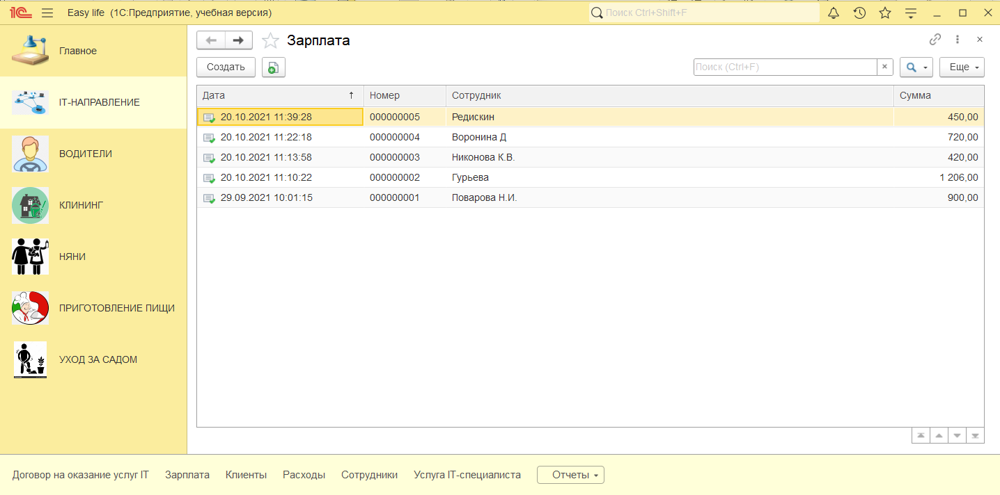 1С Easy life (1С:Предприятие, учебная версия) Поиск Ctrl+Shift+F
Главное
IT-НАПРАВЛЕНИЕ
ВОДИТЕЛИ
КЛИНИНГ
НЯНИ
ПРИГОТОВЛЕНИЕ ПИЩИ
УХОД ЗА САДОМ
Зарплата
Создать Поиск (Ctrl+F) × Еще
Дата ↑ Номер Сотрудник Сумма
20.10.2021 11:39:28 000000005 Редискин 450,00
20.10.2021 11:22:18 000000004 Воронина Д 720,00
20.10.2021 11:13:58 000000003 Никонова К.В. 420,00
20.10.2021 11:10:22 000000002 Гурьева 1 206,00
29.09.2021 10:01:15 000000001 Поварова Н.И. 900,00
Договор на оказание услуг IT Зарплата Клиенты Расходы Сотрудники Услуга IT-специалиста Отчеты